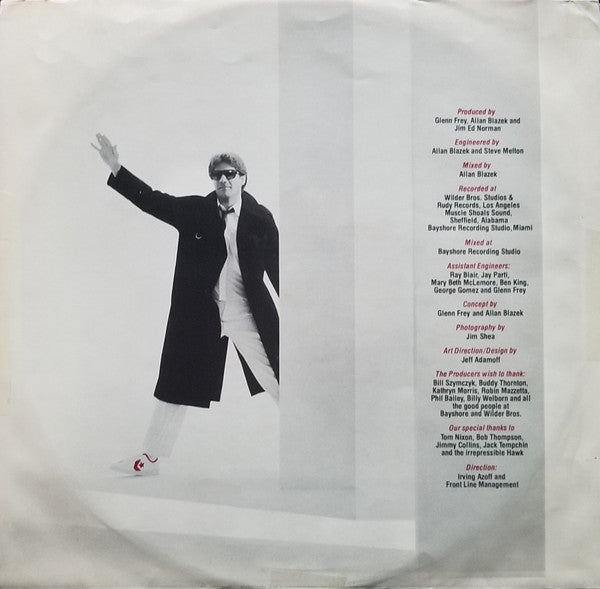 Produced by
Glenn Frey, Allan Blazek and
Jim Ed Norman
Engineered by
Allan Blazek and Steve Melton
Mixed by
Allan Blazek
Recorded at
Wilder Bros. Studios &
Rudy Records, Los Angeles
Muscle Shoals Sound,
Sheffield, Alabama
Bayshore Recording Studio, Miami
Mixed at
Bayshore Recording Studio
Assistant Engineers:
Ray Blair, Jay Parti,
Mary Beth McLemore, Ben King,
George Gomez and Glenn Frey
Concept by
Glenn Frey and Allan Blazek
Photography by
Jim Shea
Art Direction/Design by
Jeff Adamoff
The Producers wish to thank:
Bill Szymczyk, Buddy Thornton,
Kathryn Morris, Robin Mazzetta,
Phil Bailey, Billy Welborn and all
the good people at
Bayshore and Wilder Bros.
Our special thanks to
Tom Nixon, Bob Thompson,
Jimmy Collins, Jack Tempchin
and the irrepressible Hawk
Direction:
Irving Azoff and
Front Line Management